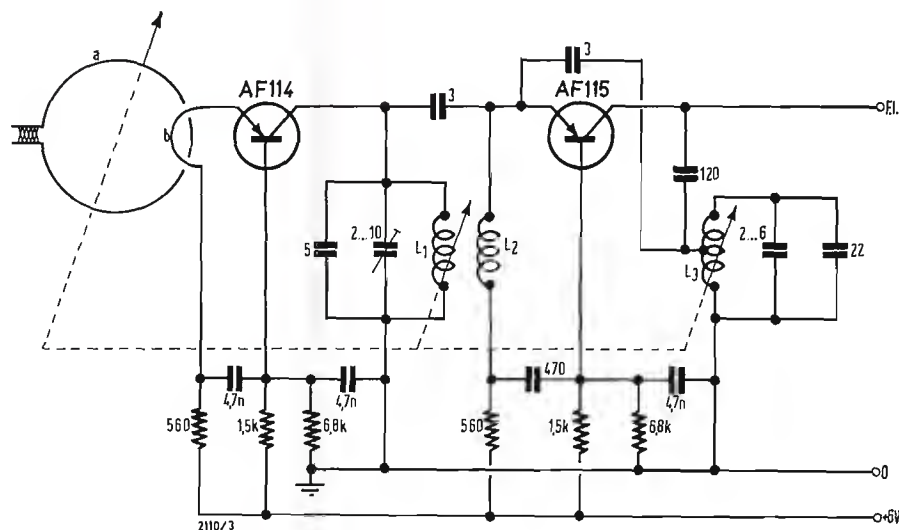 a
AF114
3
3
AF115
F.I.
b
120
5
2...10
L1
L2
L3
2...6
22
4,7n
4,7n
470
4,7n
560
1,5k
6,8k
560
1,5k
6,8k
0
+6V
2110/3